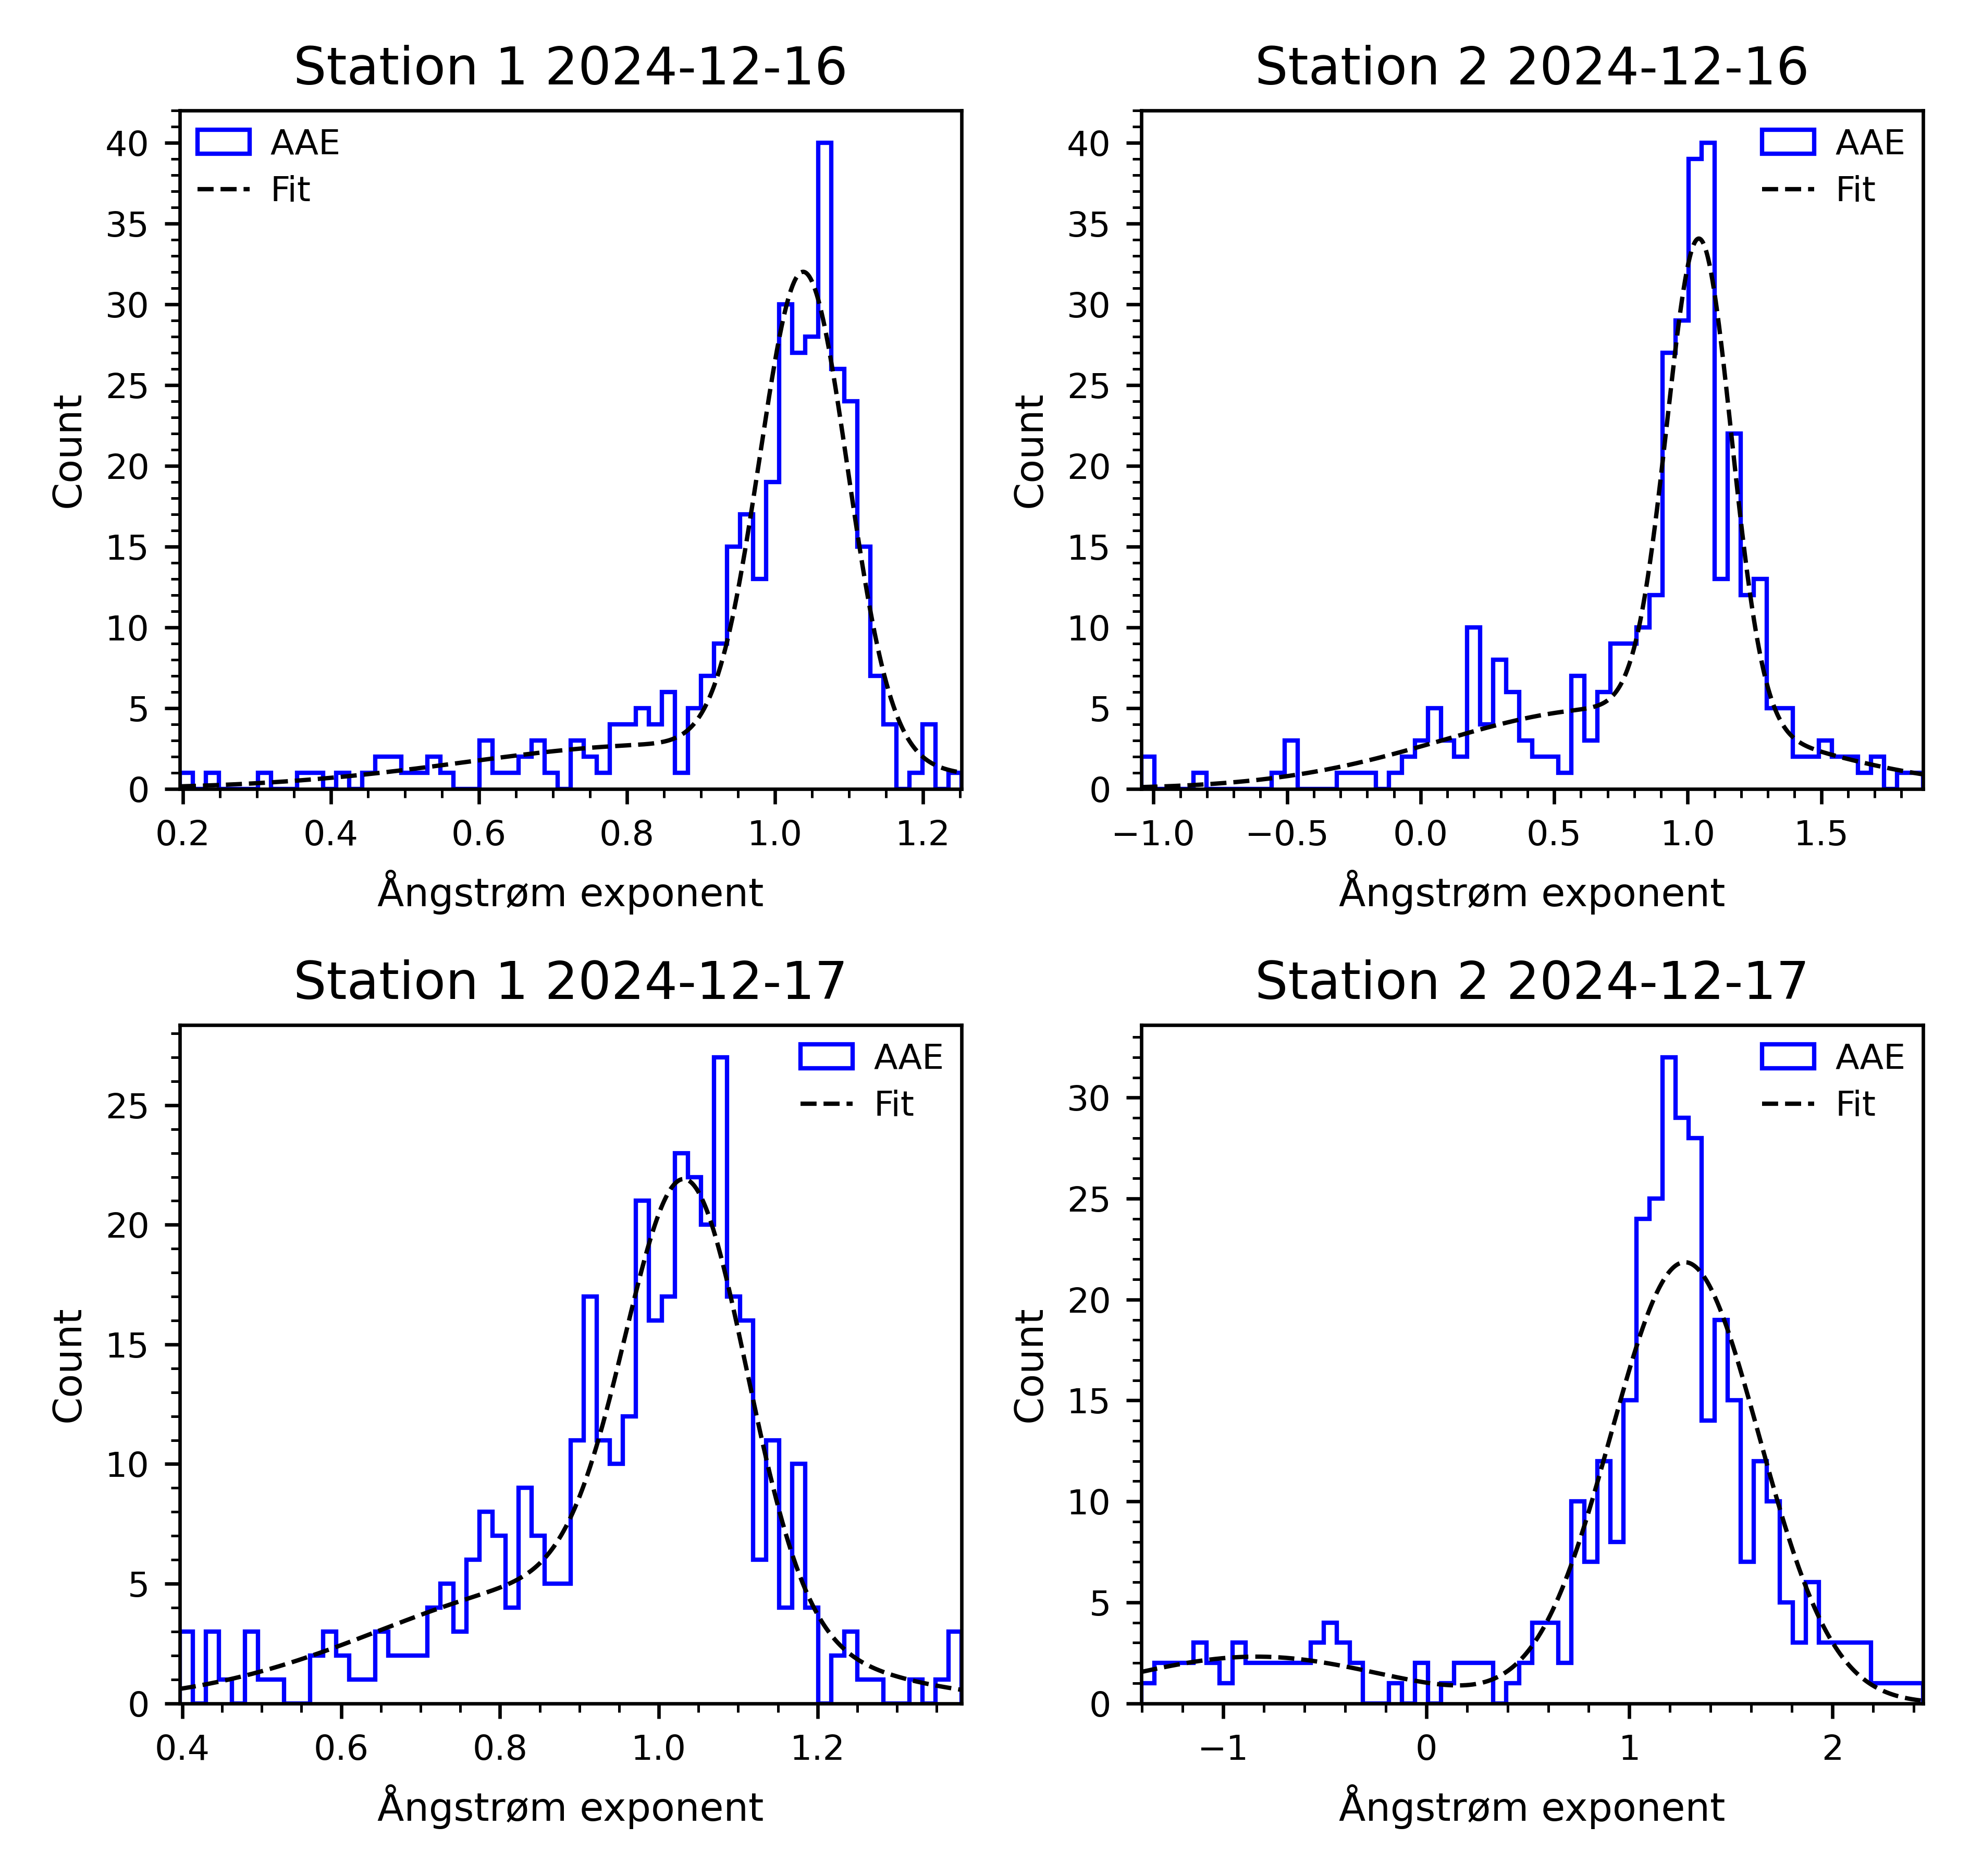 Station 1 2024-12-16
40
35
30
25
20
15
10
5
0
Count
AAE
Fit
0.2 0.4 0.6 0.8 1.0 1.2
Ångstrøm exponent
Station 2 2024-12-16
40
35
30
25
20
15
10
5
0
Count
AAE
Fit
−1.0 −0.5 0.0 0.5 1.0 1.5
Ångstrøm exponent
Station 1 2024-12-17
25
20
15
10
5
0
Count
AAE
Fit
0.4 0.6 0.8 1.0 1.2
Ångstrøm exponent
Station 2 2024-12-17
30
25
20
15
10
5
0
Count
AAE
Fit
−1 0 1 2
Ångstrøm exponent